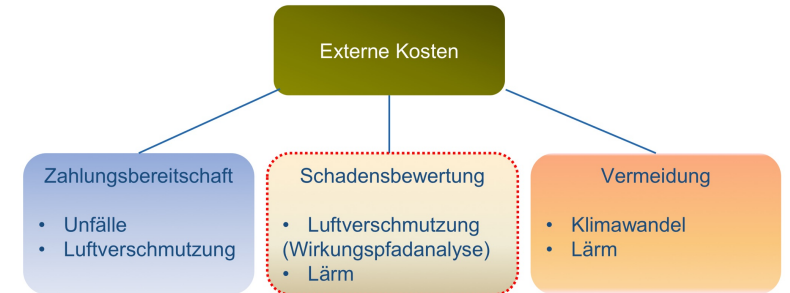 Externe Kosten
Zahlungsbereitschaft
• Unfälle
• Luftverschmutzung
Schadensbewertung
• Luftverschmutzung
(Wirkungspfadanalyse)
• Lärm
Vermeidung
• Klimawandel
• Lärm